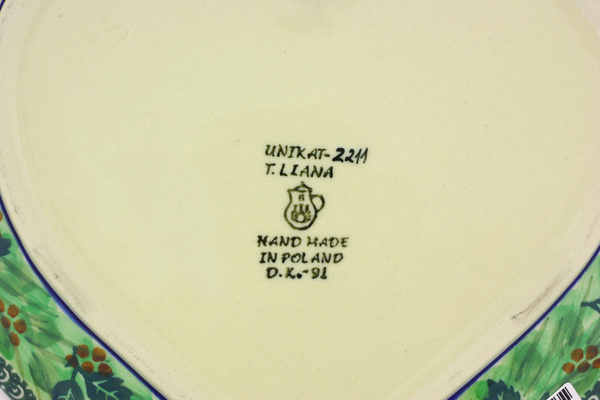 UNIKAT-2211
T. LIANA
HAND MADE
IN POLAND
D.K.-91